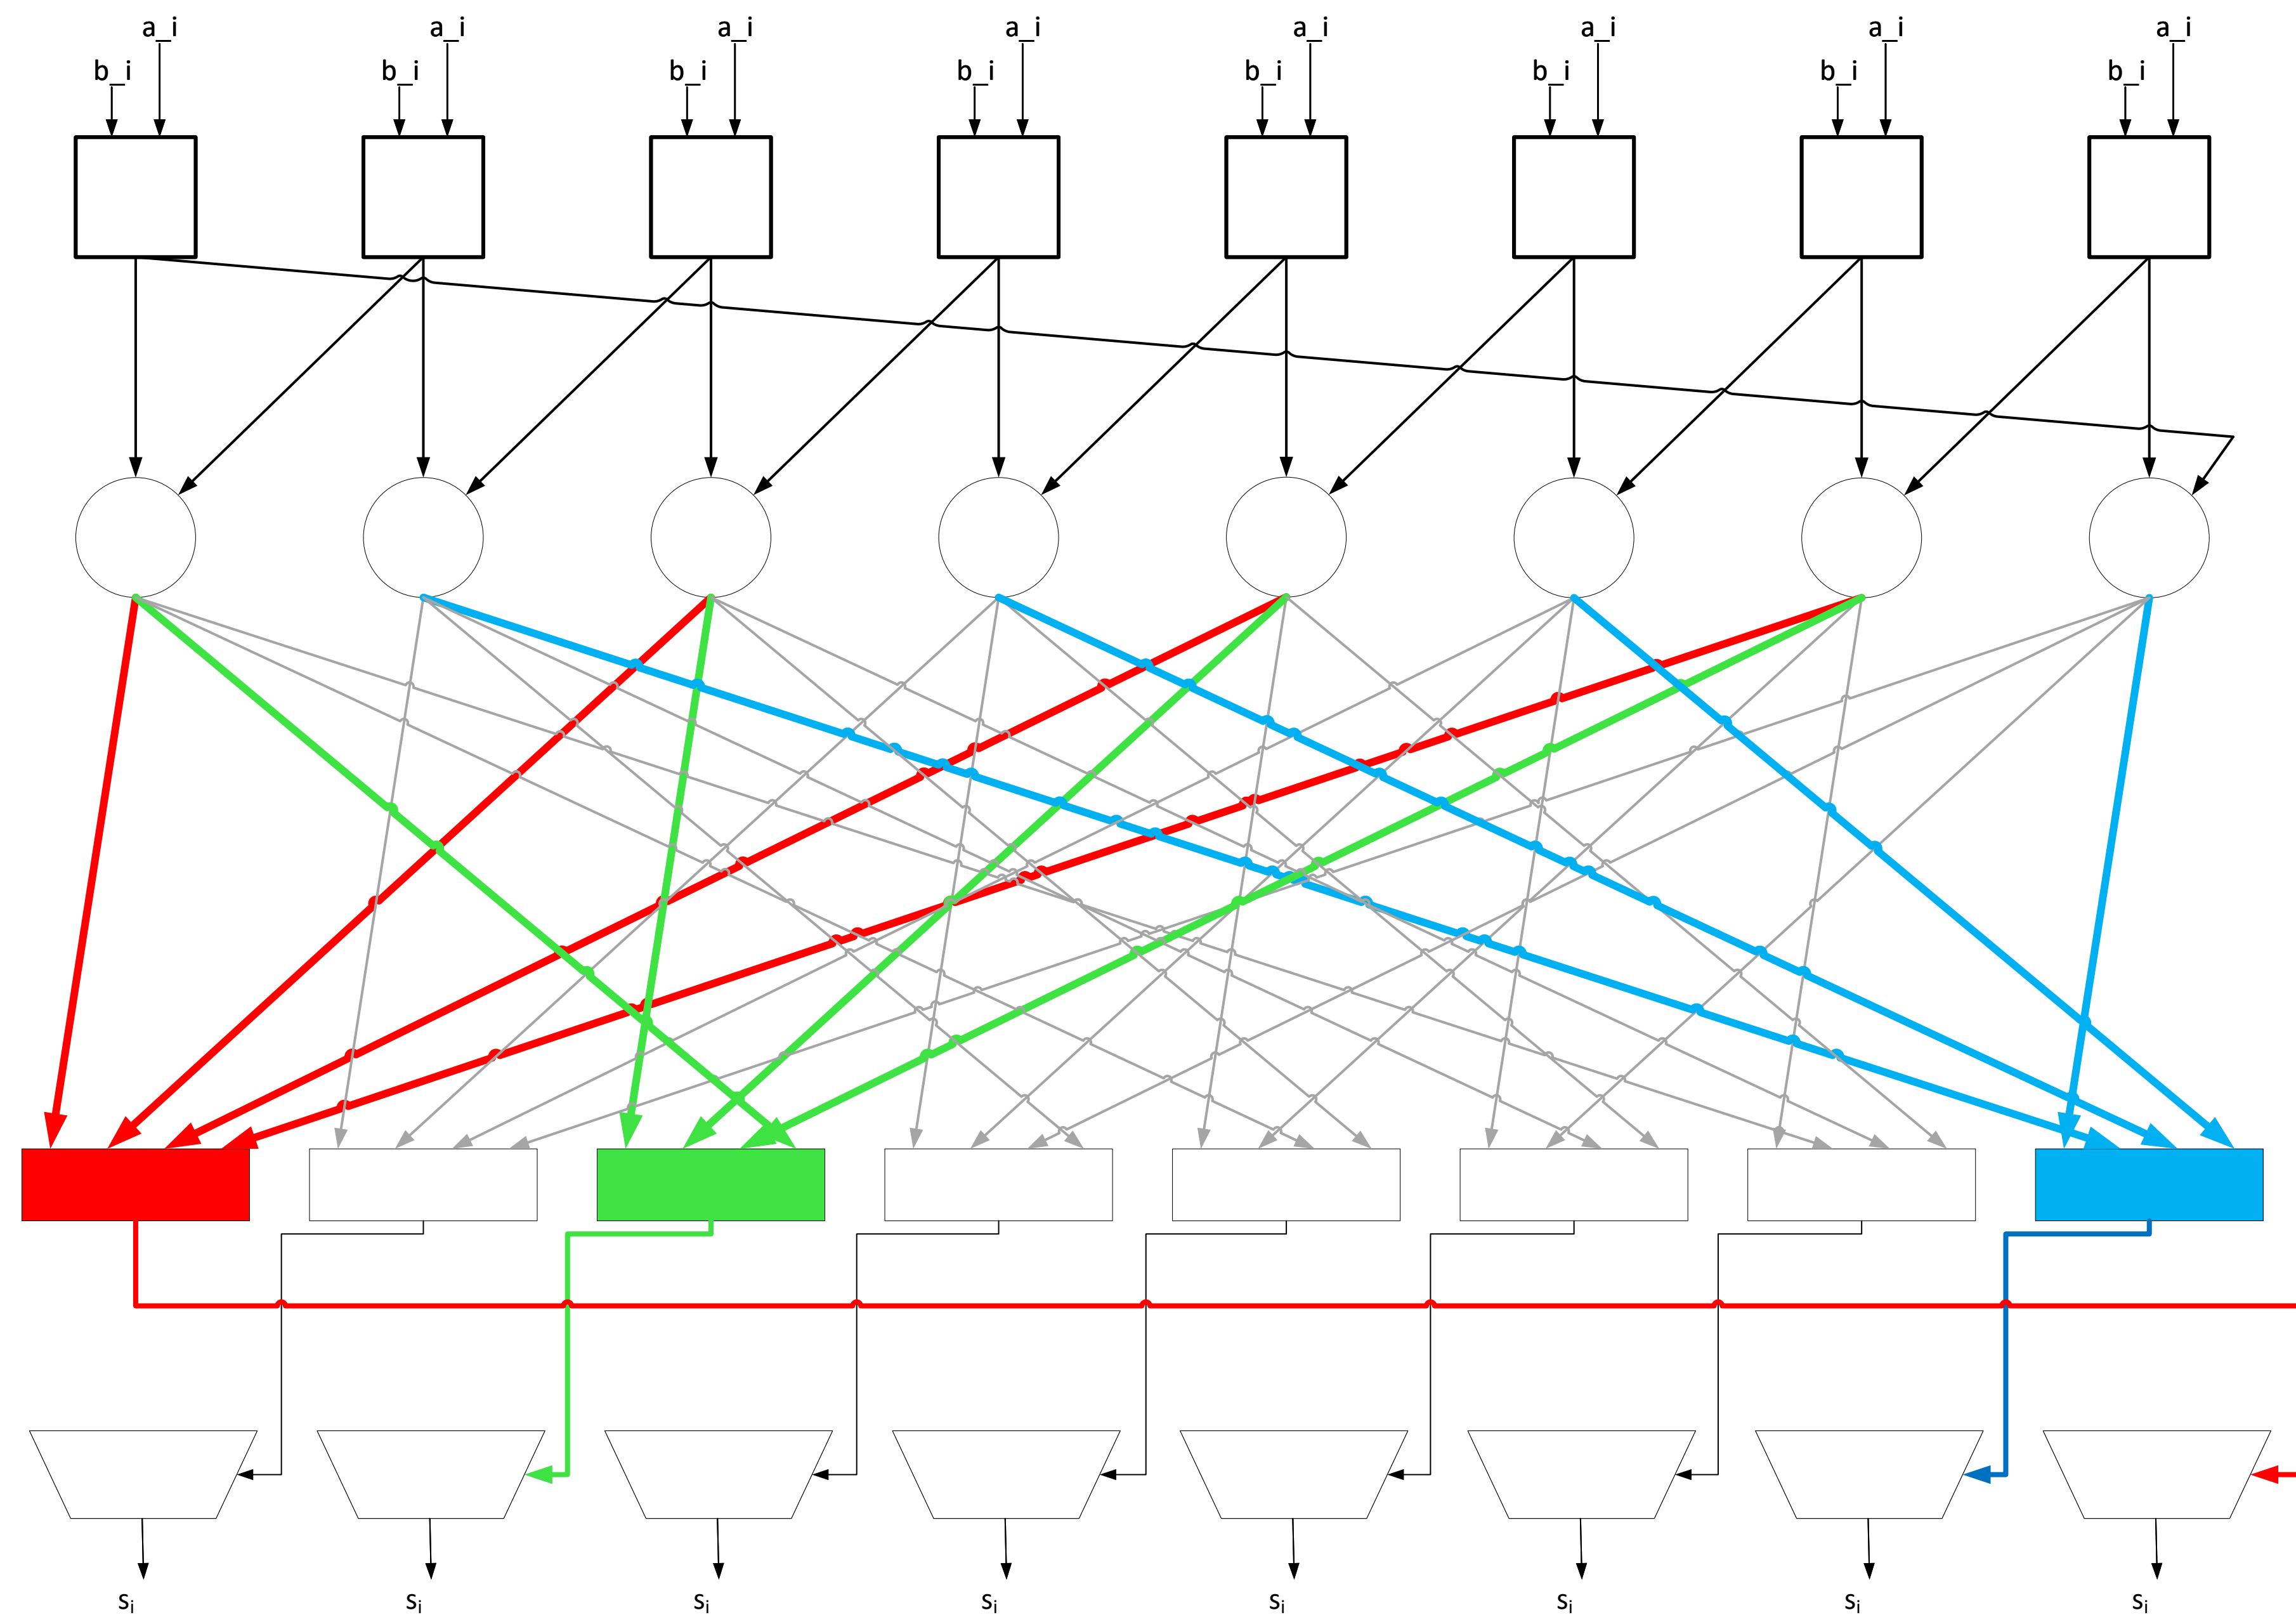 a_i a_i a_i a_i a_i a_i a_i a_i
b_i b_i b_i b_i b_i b_i b_i b_i
sᵢ sᵢ sᵢ sᵢ sᵢ sᵢ sᵢ sᵢ